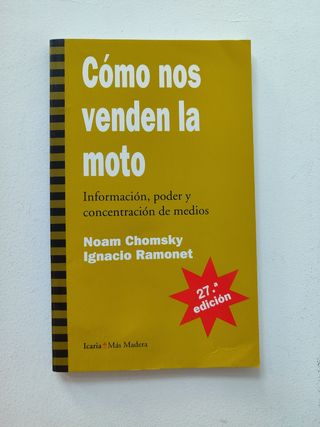 Cómo nos
venden la
moto
Información, poder y
concentración de medios
Noam Chomsky
Ignacio Ramonet
27.ª
edición
Icaria Más Madera